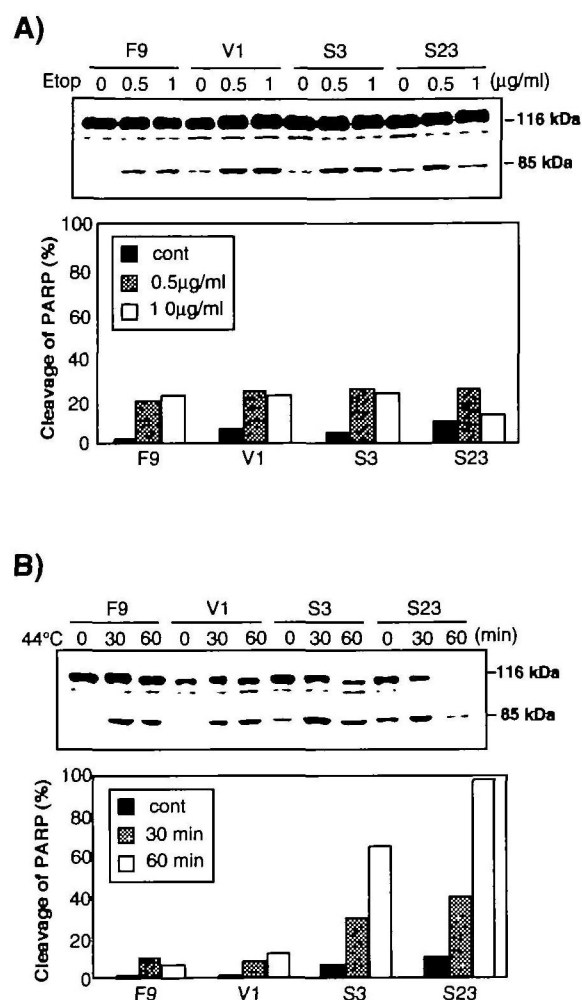 A)
F9 V1 S3 S23
Etop 0 0.5 1 0 0.5 1 0 0.5 1 0 0.5 1 (µg/ml)
-116 kDa
-85 kDa
Cleavage of PARP (%)
100
80
60
40
20
0
cont
0.5µg/ml
1 0µg/ml
F9 V1 S3 S23
B)
F9 V1 S3 S23
44°C 0 30 60 0 30 60 0 30 60 0 30 60 (min)
-116 kDa
-85 kDa
Cleavage of PARP (%)
100
80
60
40
20
0
cont
30 min
60 min
F9 V1 S3 S23